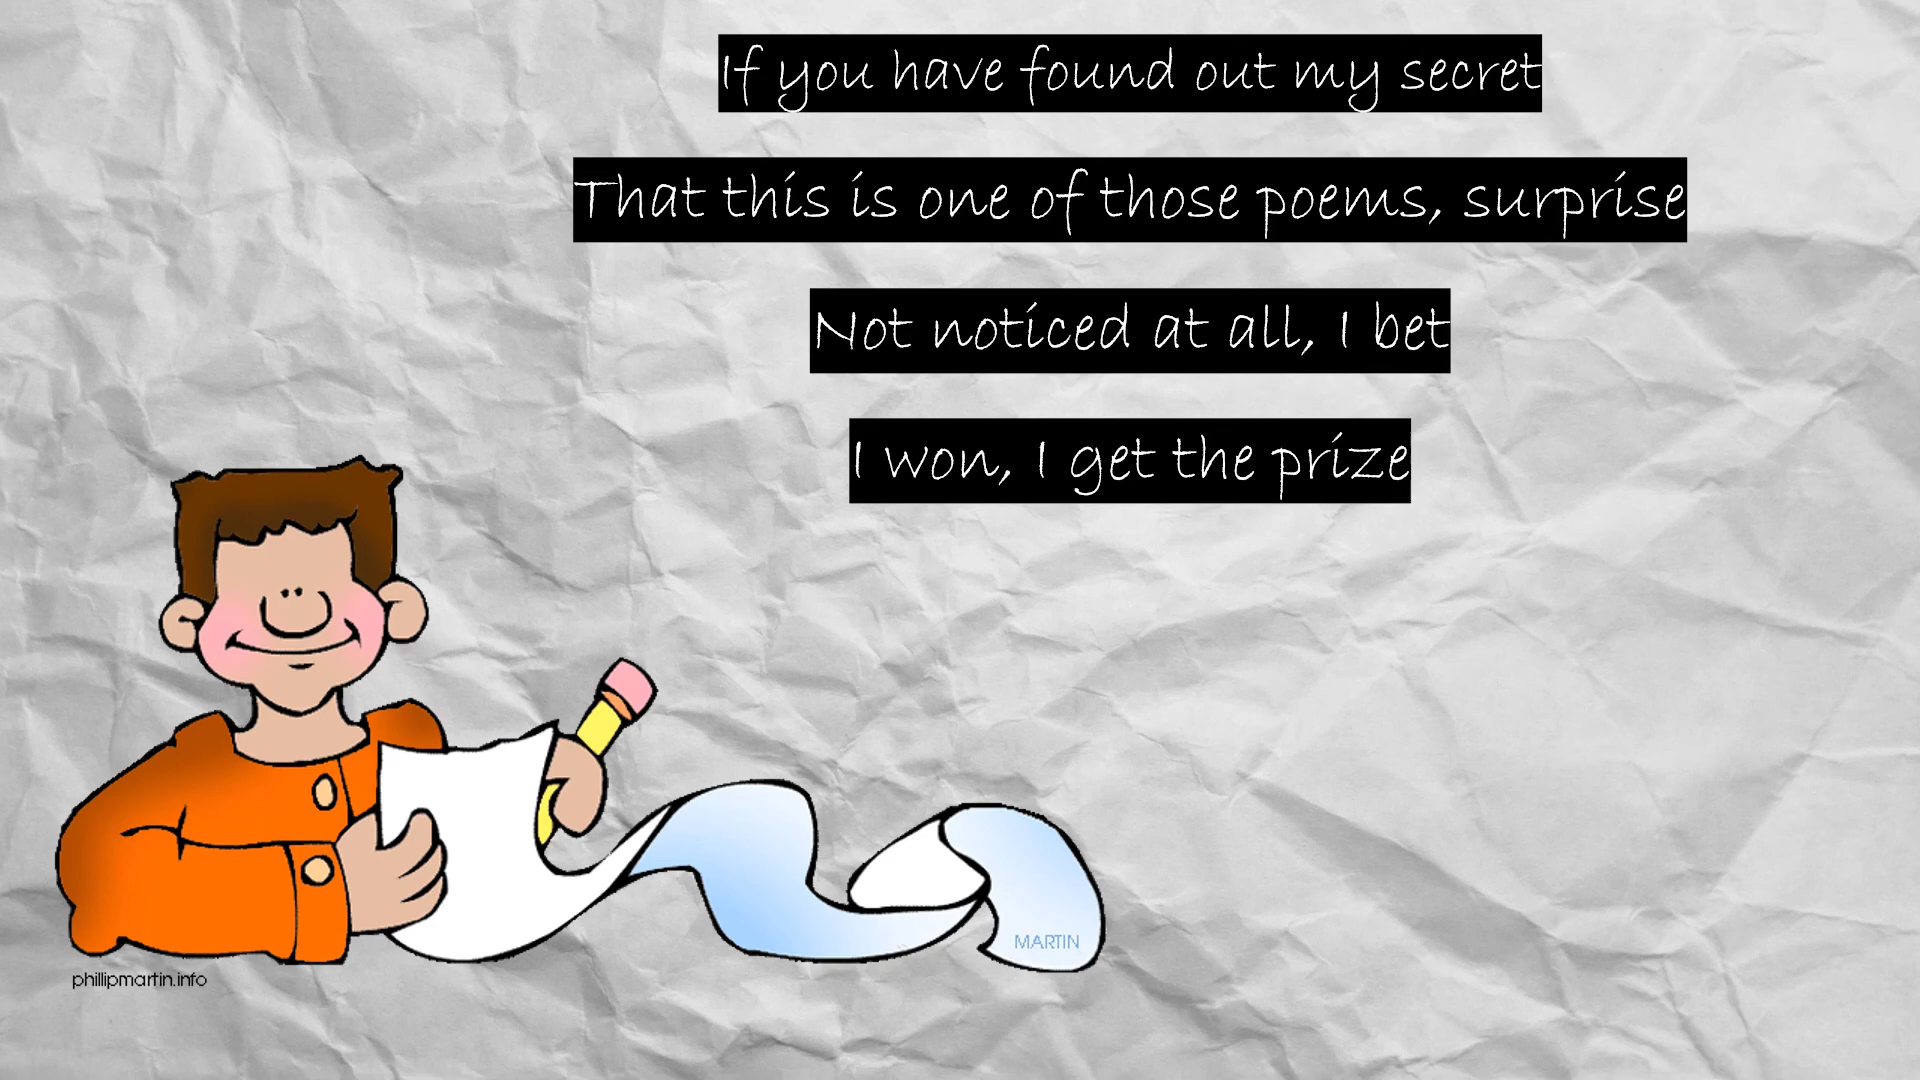 If you have found out my secret
That this is one of those poems, surprise
Not noticed at all, I bet
I won, I get the prize
MARTIN
phillipmartin.info